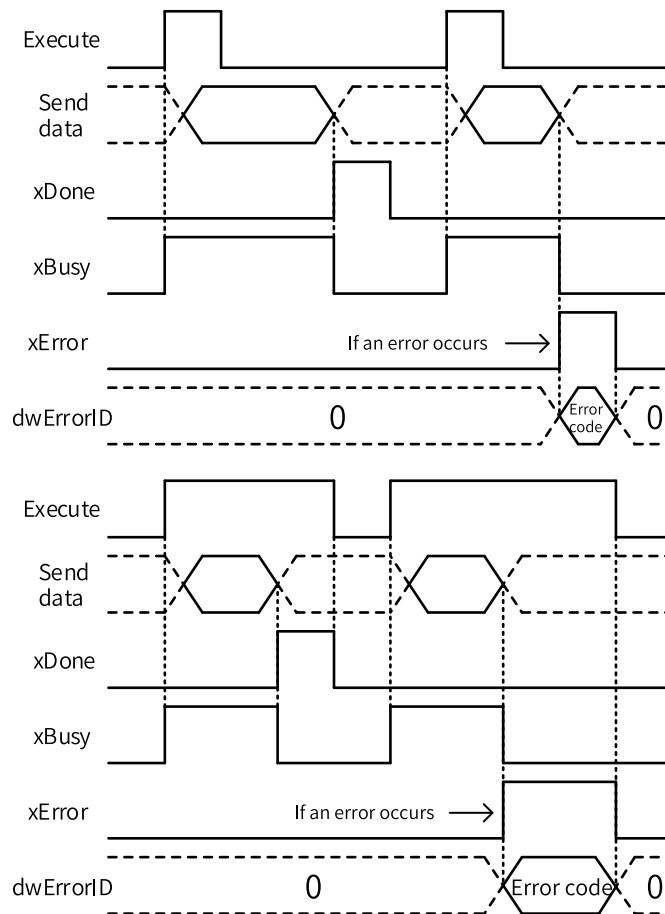 Execute
Send
data
xDone
xBusy
xError
If an error occurs
dwErrorID
0
Error
code
0
Execute
Send
data
xDone
xBusy
xError
If an error occurs
dwErrorID
0
Error code
0